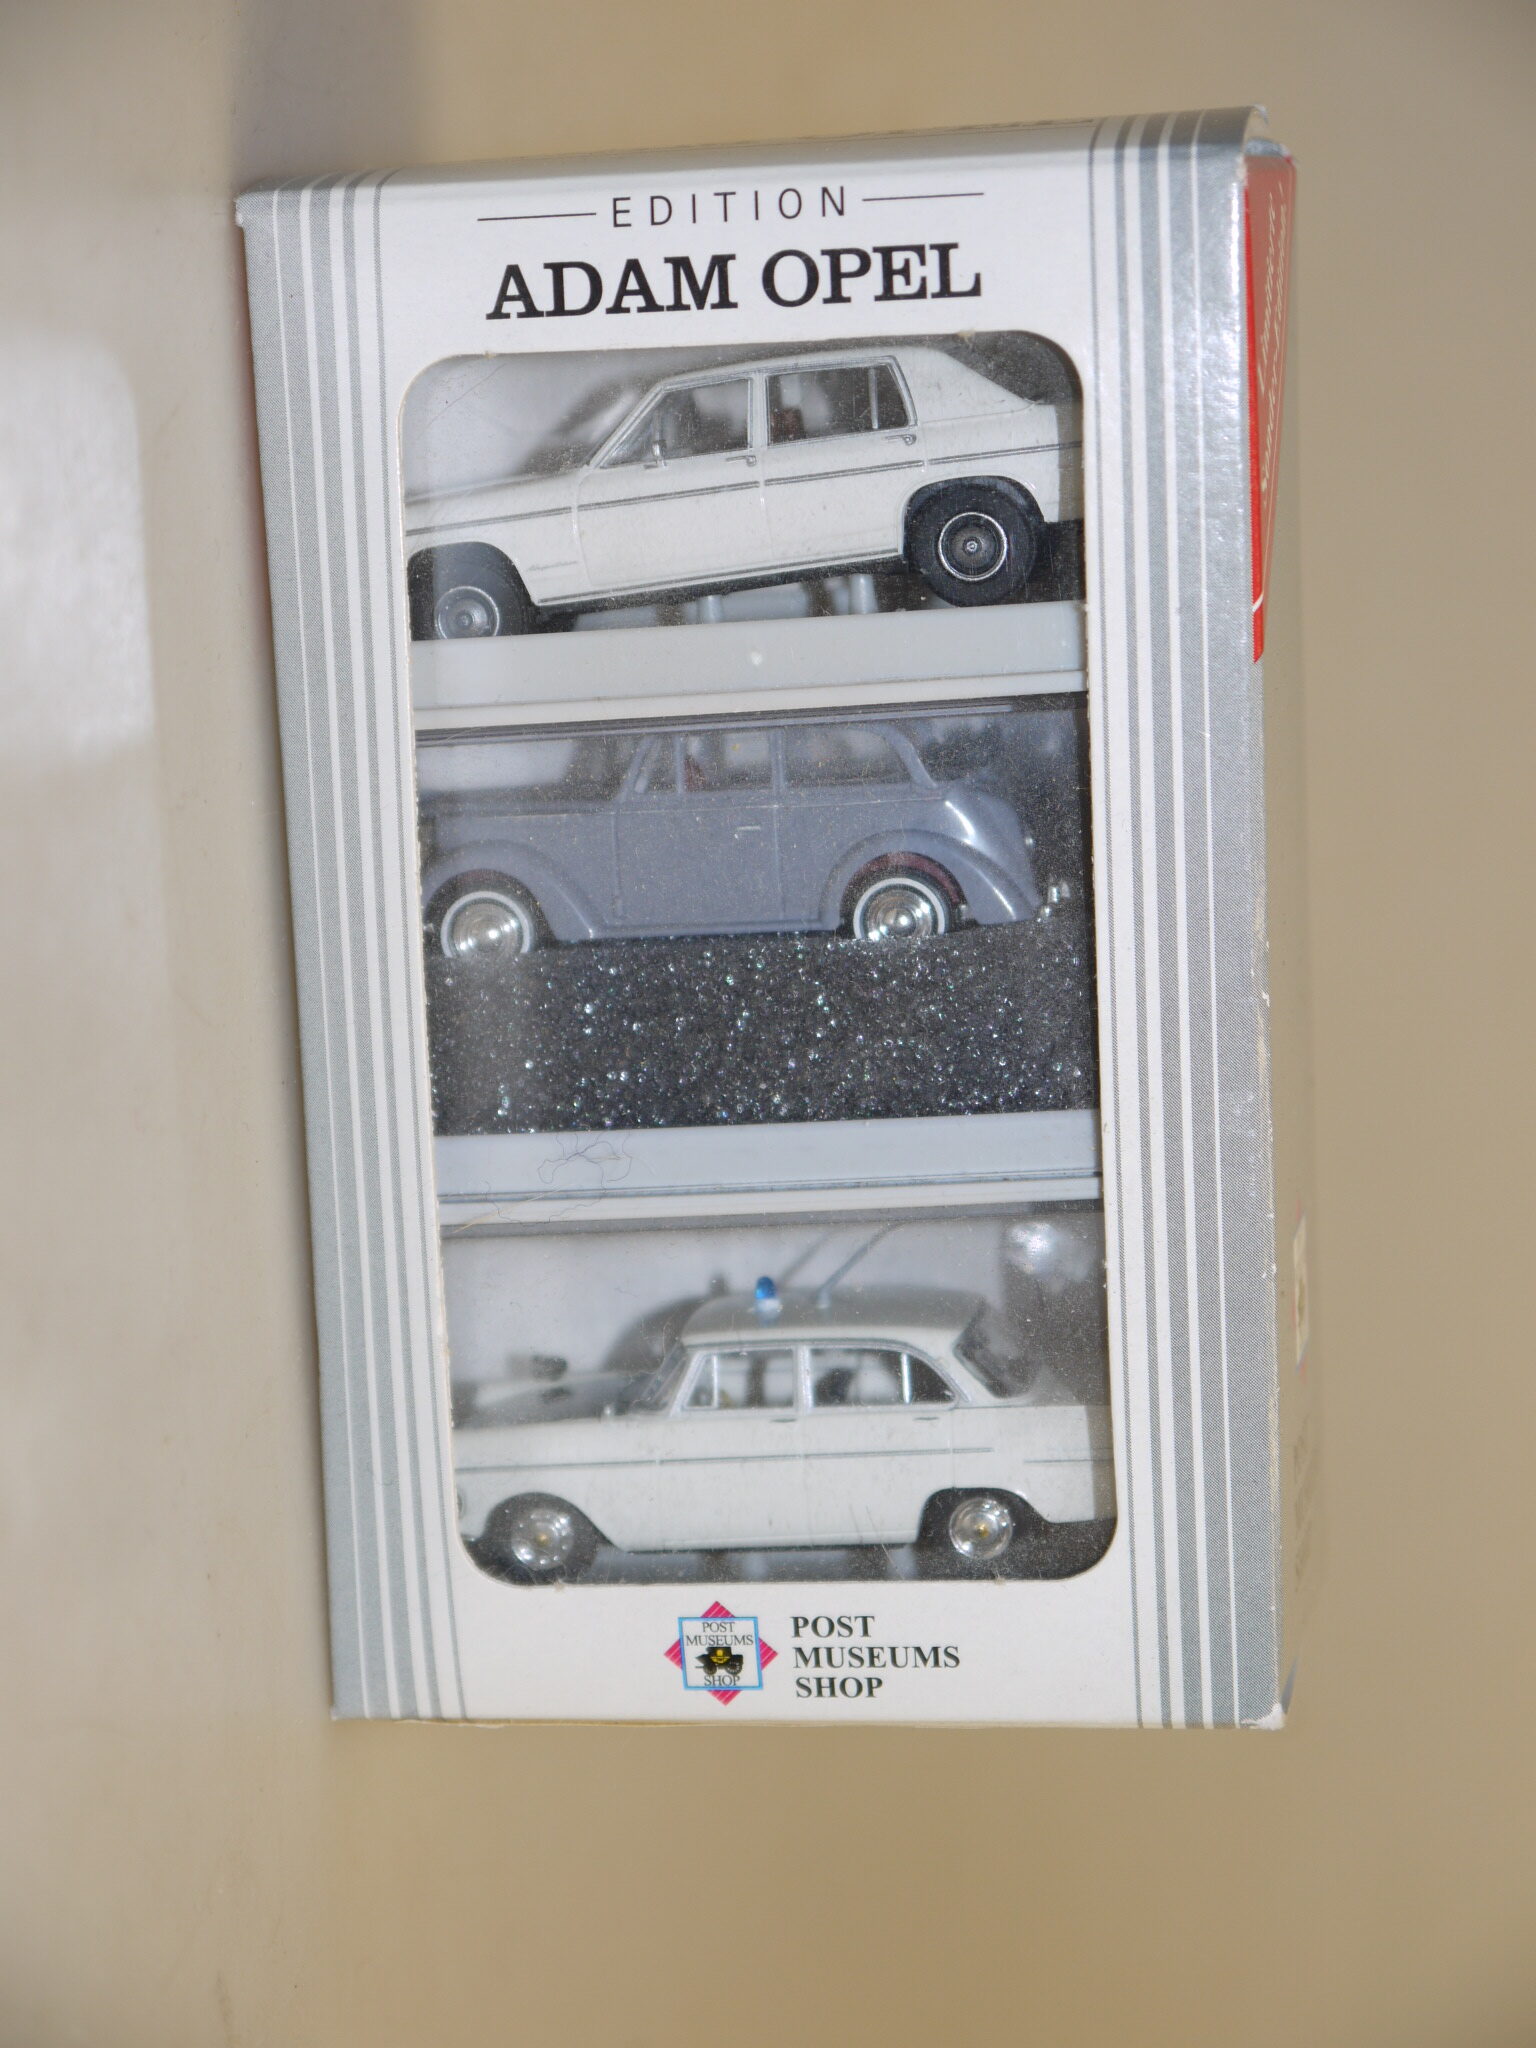 EDITION
ADAM OPEL
POST
MUSEUMS
SHOP
POST
MUSEUMS
SHOP